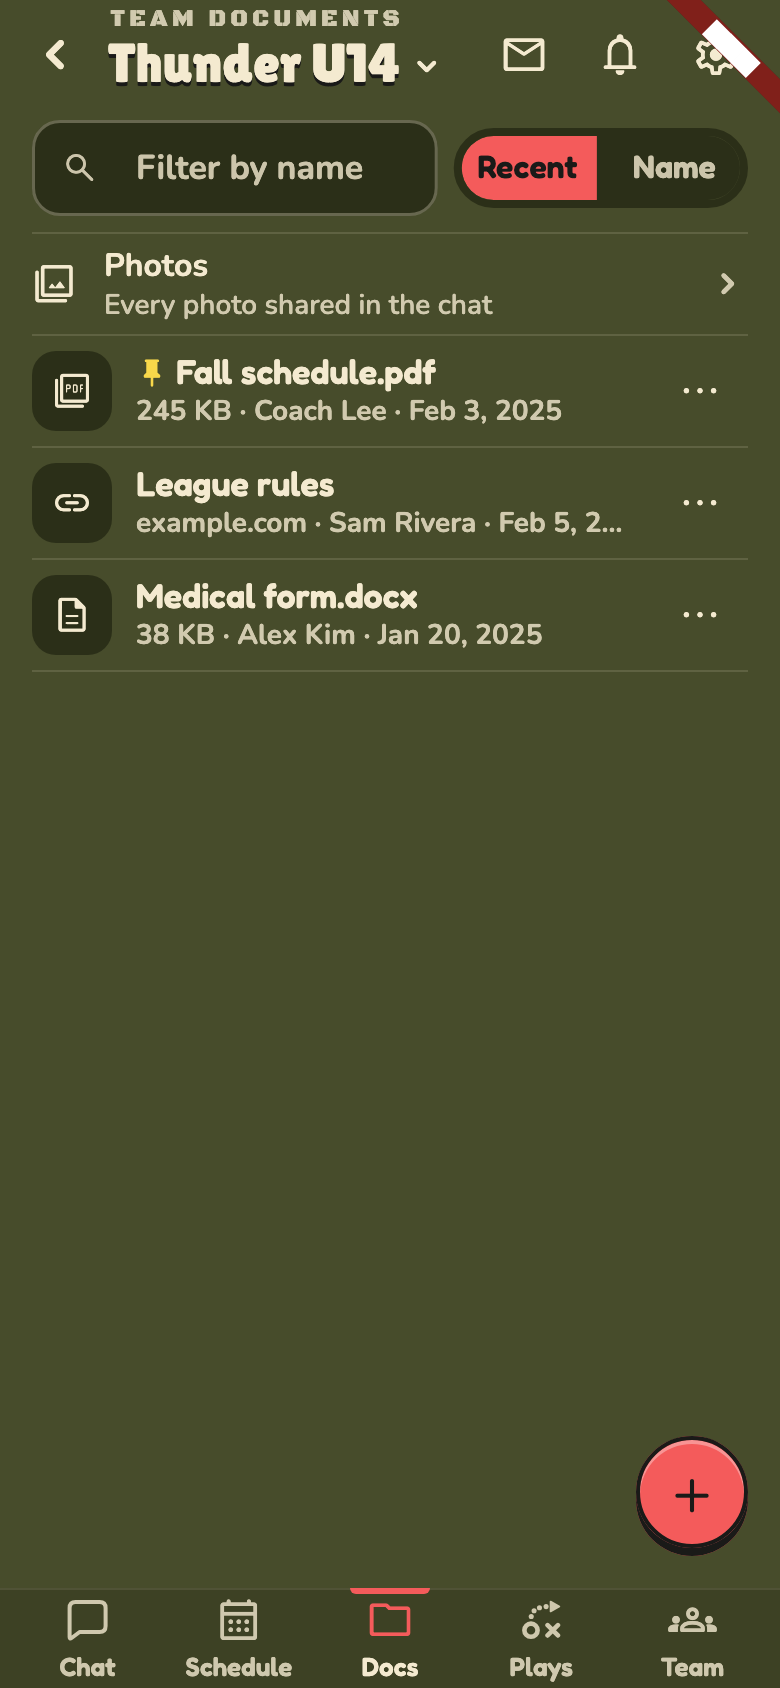 TEAM DOCUMENTS
Thunder U14
Filter by name
Recent
Name
Photos
Every photo shared in the chat
PDF
Fall schedule.pdf
245 KB · Coach Lee · Feb 3, 2025
League rules
example.com · Sam Rivera · Feb 5, 2...
Medical form.docx
38 KB · Alex Kim · Jan 20, 2025
Chat
Schedule
Docs
Plays
Team